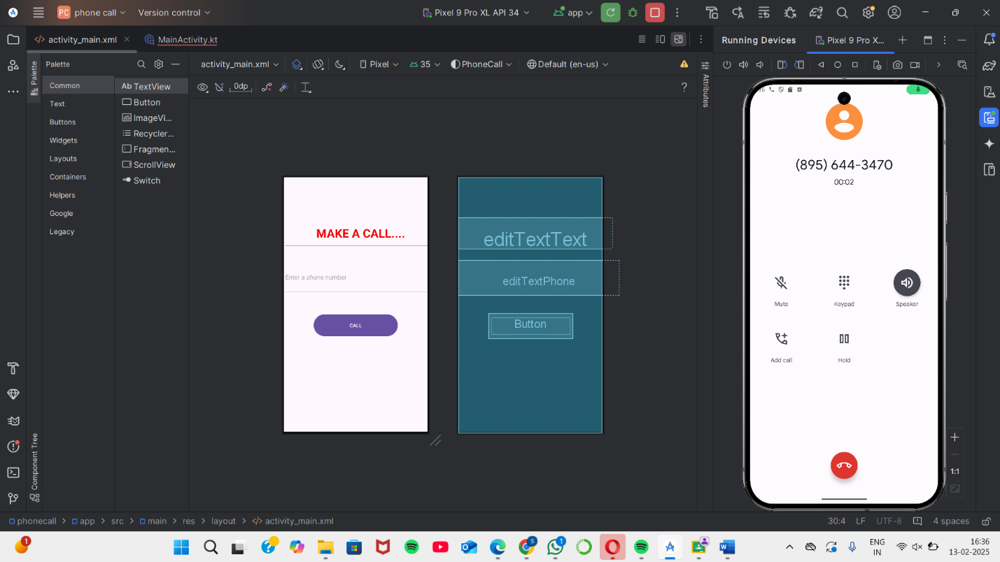 PC phone call Version control Pixel 9 Pro XL API 34 app
activity_main.xml MainActivity.kt Running Devices Pixel 9 Pro X...
Palette activity_main.xml Pixel 35 PhoneCall Default (en-us)
Palette
Common
Text
Buttons
Widgets
Layouts
Containers
Helpers
Google
Legacy
Ab TextView
Button
ImageVi...
Recycler...
Fragmen...
ScrollView
Switch
0dp
?
Attributes
MAKE A CALL....
Enter a phone number
CALL
editTextText
editTextPhone
Button
(895) 644-3470
00:02
Mute Keypad Speaker
Add call Hold
1:1
Component Tree
phonecall > app > src > main > res > layout > activity_main.xml 30:4 LF UTF-8 4 spaces
1 S 1 W ENG 16:36
IN 13-02-2025